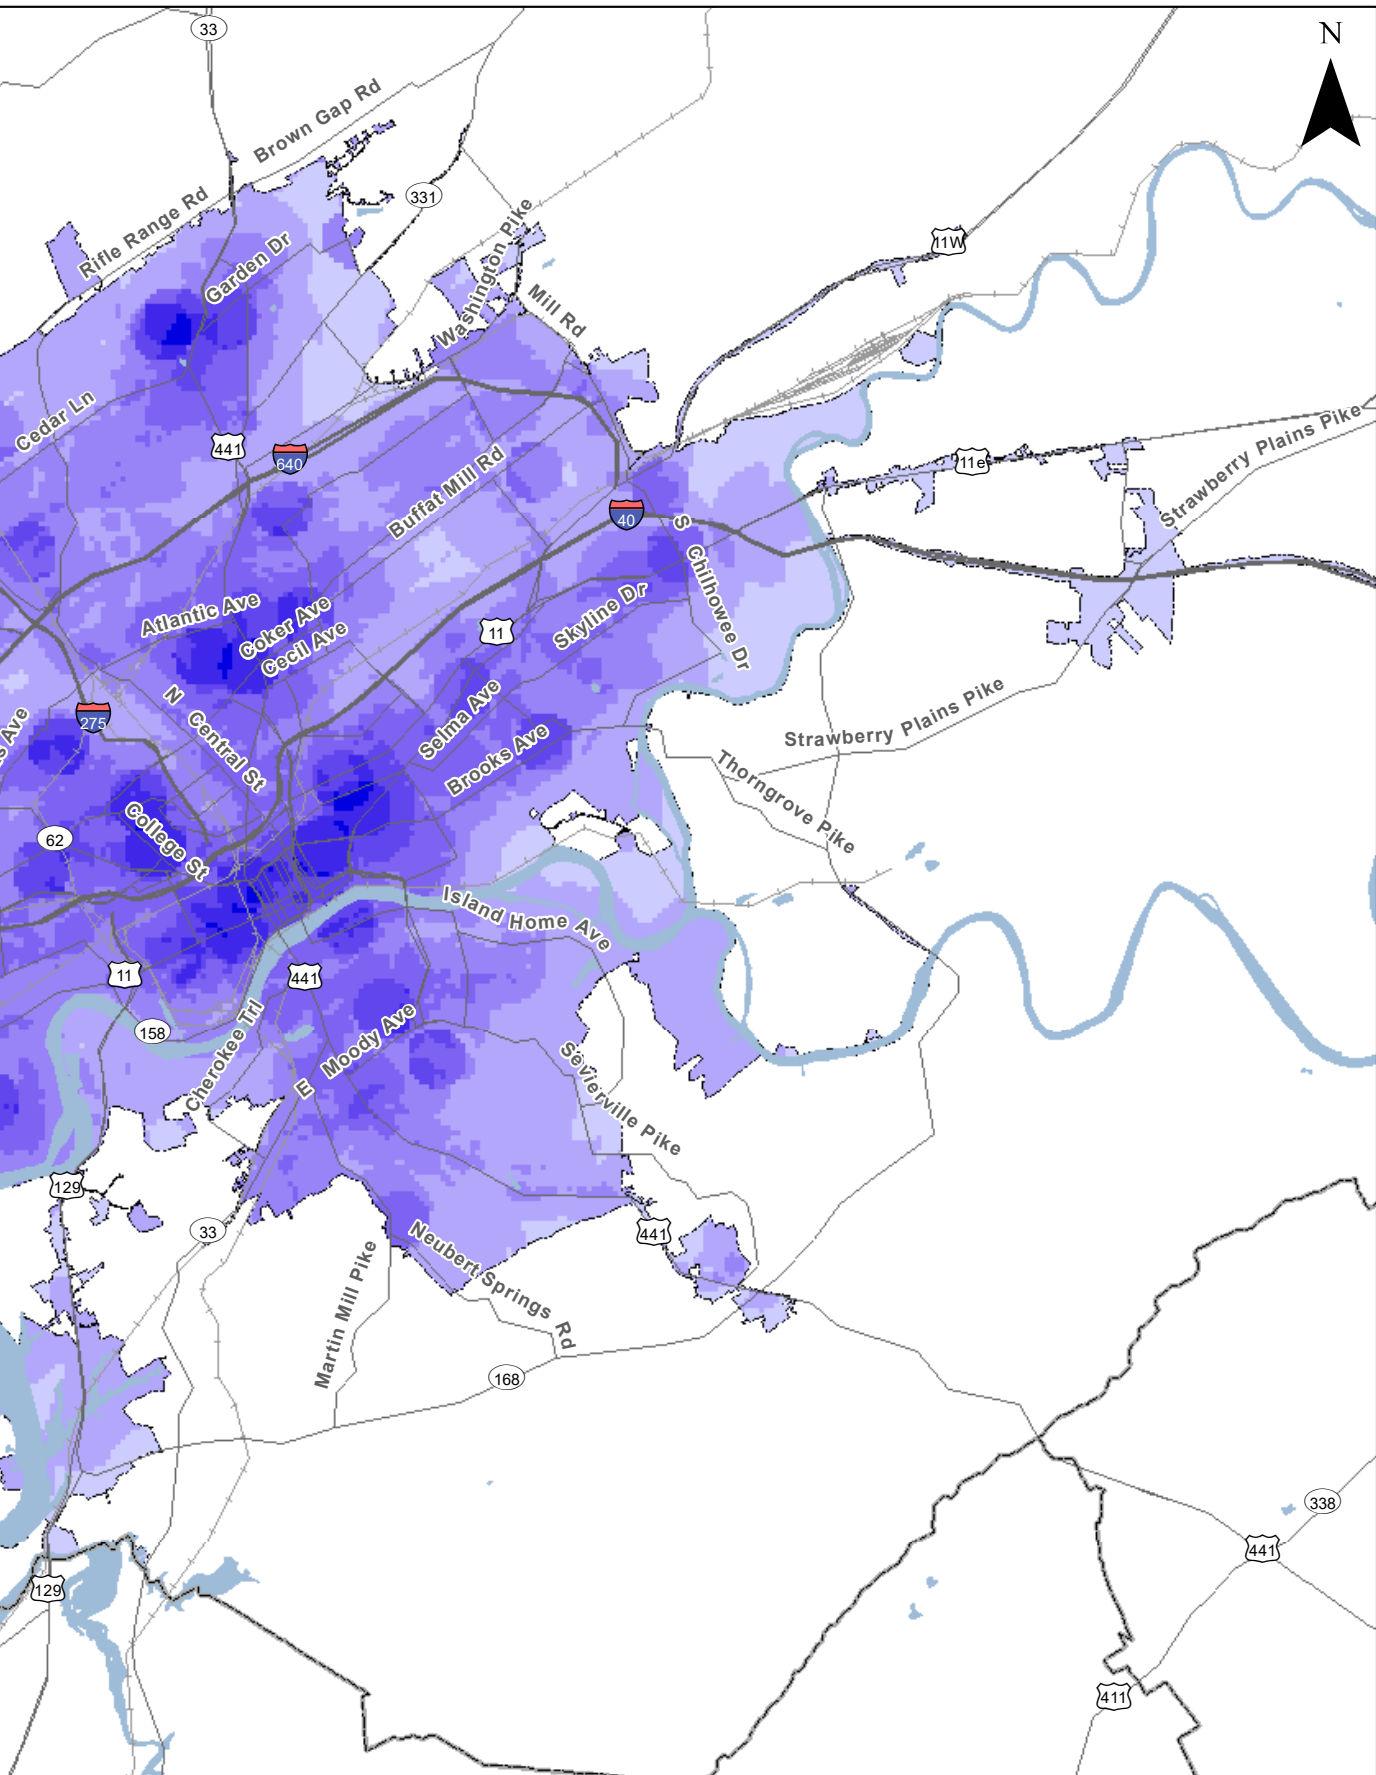 33
N
Brown Gap Rd
331
Rifle Range Rd
Washington Pike
11W
Garden Dr
Mill Rd
Cedar Ln
441
640
Buffat Mill Rd
11e
Strawberry Plains Pike
40
S Chilhowee Dr
Atlantic Ave
Coker Ave
Cecil Ave
11
Skyline Dr
N Central St
275
Selma Ave
Brooks Ave
Strawberry Plains Pike
Thorngrove Pike
s Ave
62
College St
Island Home Ave
11
441
158
Cherokee Trl
E Moody Ave
Sevierville Pike
129
33
441
Neubert Springs Rd
Martin Mill Pike
168
338
441
129
411